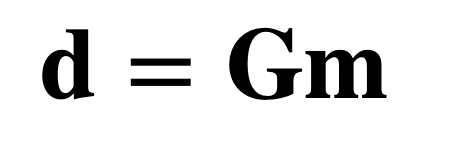 d = Gm